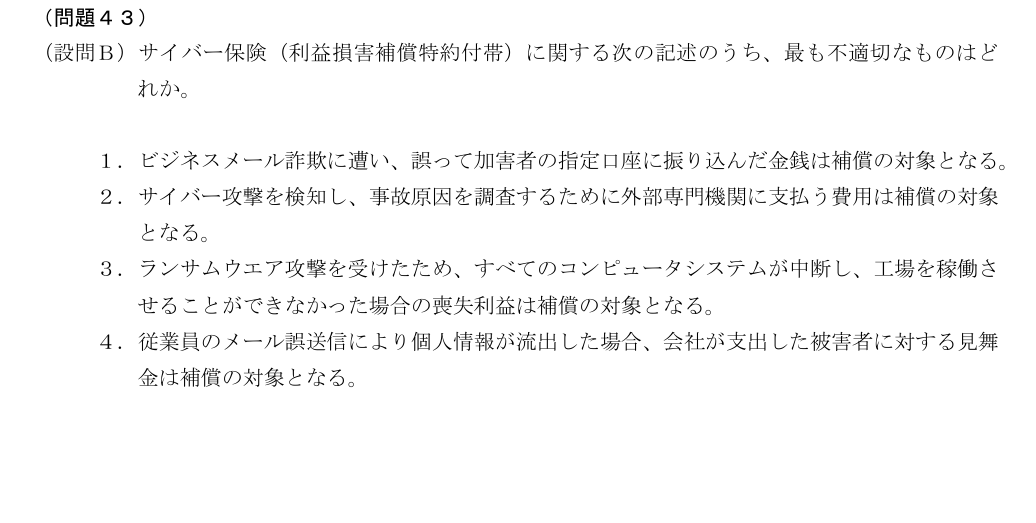 （問題４３）
（設問Ｂ）サイバー保険（利益損害補償特約付帯）に関する次の記述のうち、最も不適切なものはど
れか。
１．ビジネスメール詐欺に遭い、誤って加害者の指定口座に振り込んだ金銭は補償の対象となる。
２．サイバー攻撃を検知し、事故原因を調査するために外部専門機関に支払う費用は補償の対象
となる。
３．ランサムウエア攻撃を受けたため、すべてのコンピュータシステムが中断し、工場を稼働さ
せることができなかった場合の喪失利益は補償の対象となる。
４．従業員のメール誤送信により個人情報が流出した場合、会社が支出した被害者に対する見舞
金は補償の対象となる。